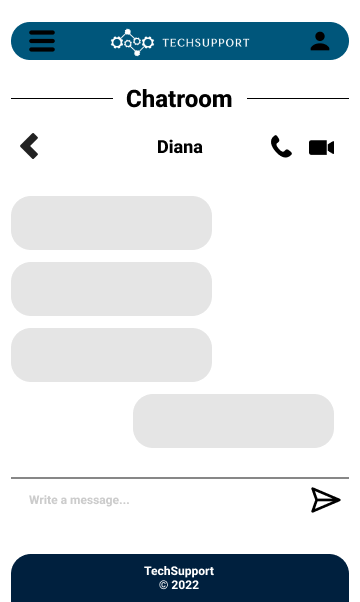 TECHSUPPORT
Chatroom
Diana
Write a message...
TechSupport
© 2022